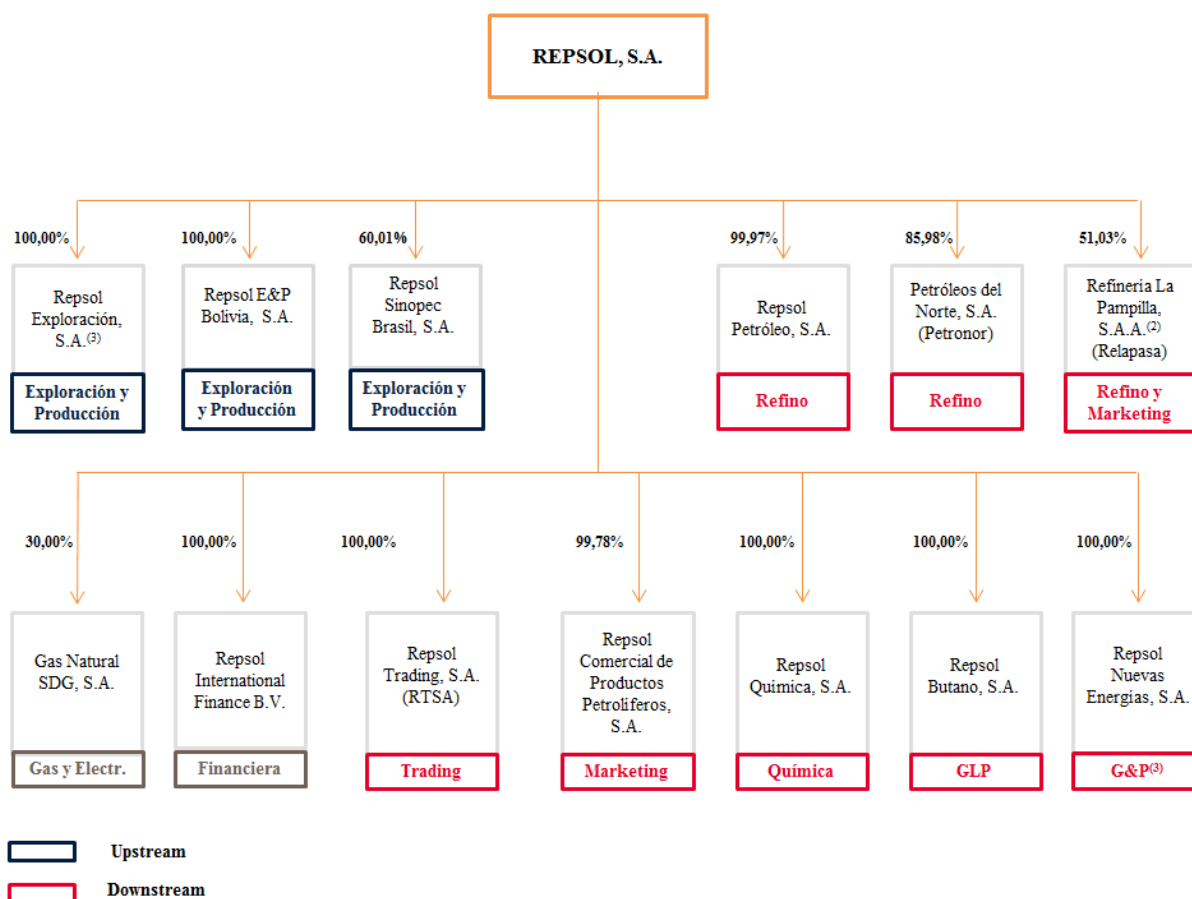 REPSOL, S.A.
100,00%
100,00%
60,01%
99,97%
85,98%
51,03%
Repsol
Exploración,
S.A.(3)
Exploración y
Producción
Repsol E&P
Bolivia, S.A.
Exploración
y Producción
Repsol
Sinopec
Brasil, S.A.
Exploración y
Producción
Repsol
Petróleo, S.A.
Refino
Petróleos del
Norte, S.A.
(Petronor)
Refino
Refineria La
Pampilla,
S.A.A.(2)
(Relapasa)
Refino y
Marketing
30,00%
100,00%
100,00%
99,78%
100,00%
100,00%
100,00%
Gas Natural
SDG, S.A.
Gas y Electr.
Repsol
International
Finance B.V.
Financiera
Repsol
Trading, S.A.
(RTSA)
Trading
Repsol
Comercial de
Productos
Petrolíferos,
S.A.
Marketing
Repsol
Química, S.A.
Química
Repsol
Butano, S.A.
GLP
Repsol
Nuevas
Energías, S.A.
G&P(3)
Upstream
Downstream